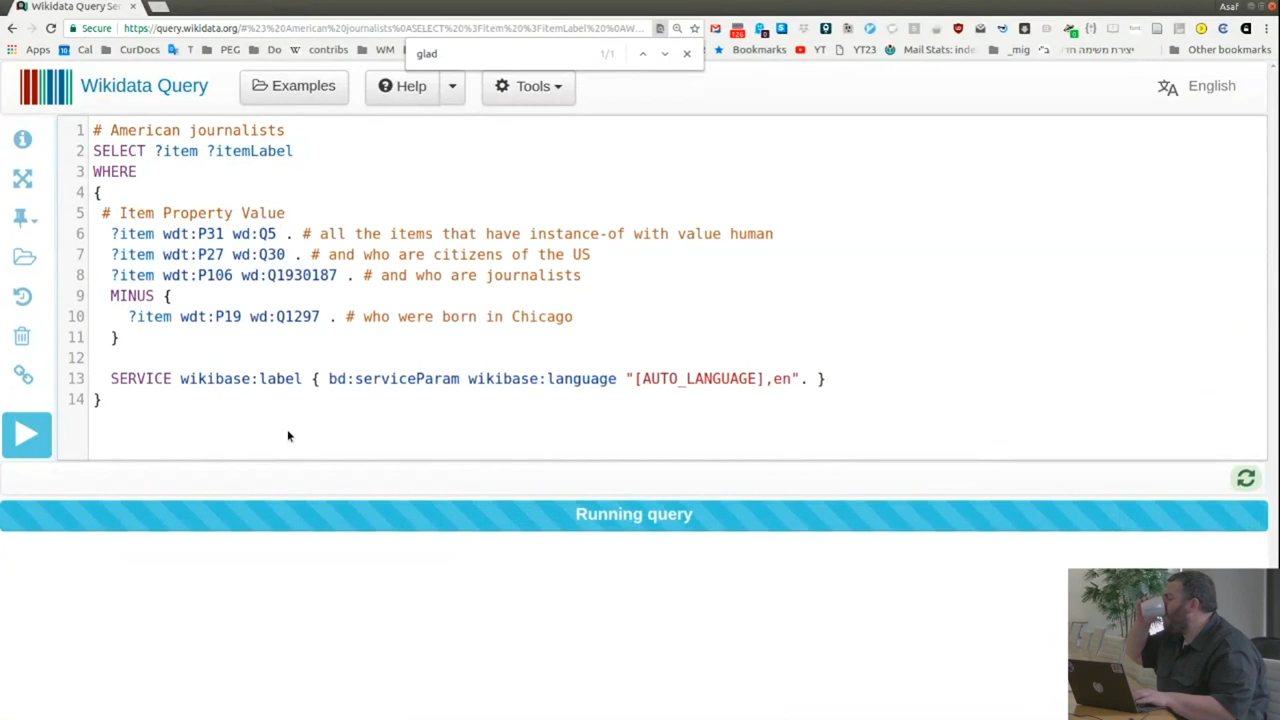 Wikidata Query Ser
Asaf
Secure https://query.wikidata.org/#%23%20American%20journalists%0ASELECT%20%3Fitem%20%3FitemLabel%20%0AW...
Apps Cal CurDocs T PEG Do contribs WM
glad 1/1
Bookmarks YT YT23 Mail Stats: inde _mig Other bookmarks
Wikidata Query Examples Help Tools English
1 # American journalists
2 SELECT ?item ?itemLabel
3 WHERE
4 {
5 # Item Property Value
6 ?item wdt:P31 wd:Q5 . # all the items that have instance-of with value human
7 ?item wdt:P27 wd:Q30 . # and who are citizens of the US
8 ?item wdt:P106 wd:Q1930187 . # and who are journalists
9 MINUS {
10 ?item wdt:P19 wd:Q1297 . # who were born in Chicago
11 }
12
13 SERVICE wikibase:label { bd:serviceParam wikibase:language "[AUTO_LANGUAGE],en". }
14 }
Running query